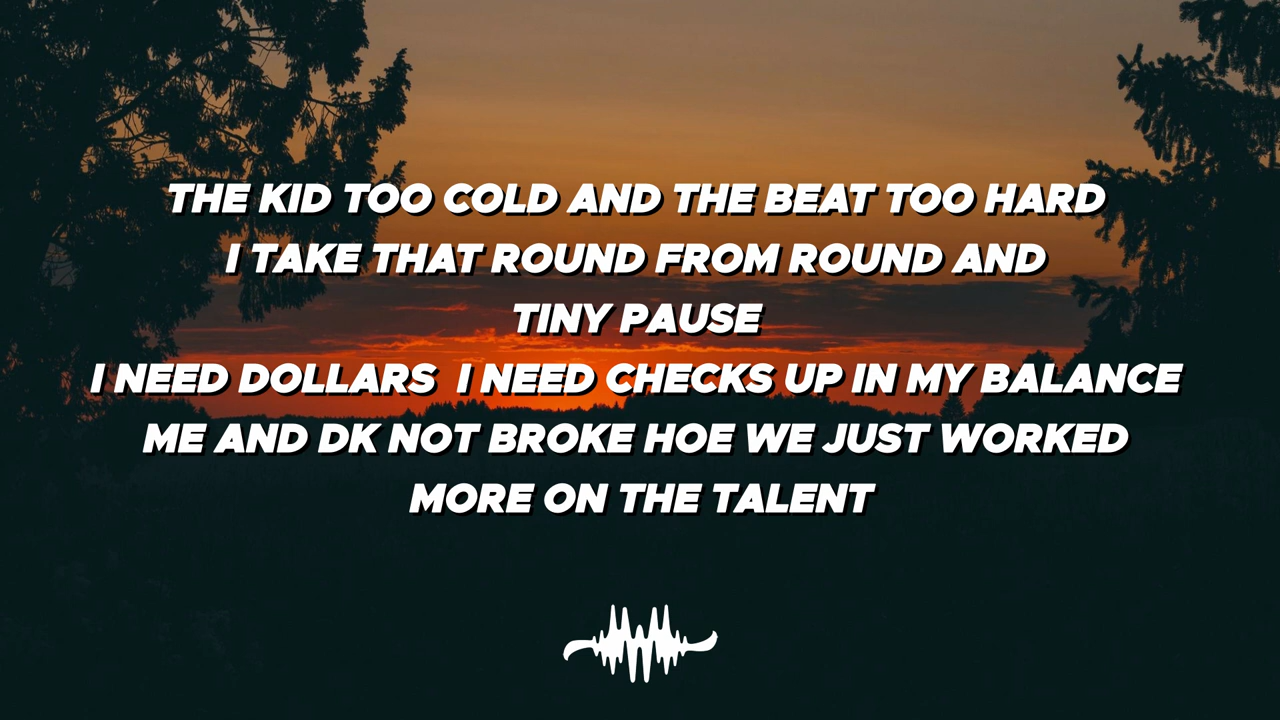 THE KID TOO COLD AND THE BEAT TOO HARD
I TAKE THAT ROUND FROM ROUND AND
TINY PAUSE
I NEED DOLLARS  I NEED CHECKS UP IN MY BALANCE
ME AND DK NOT BROKE HOE WE JUST WORKED
MORE ON THE TALENT